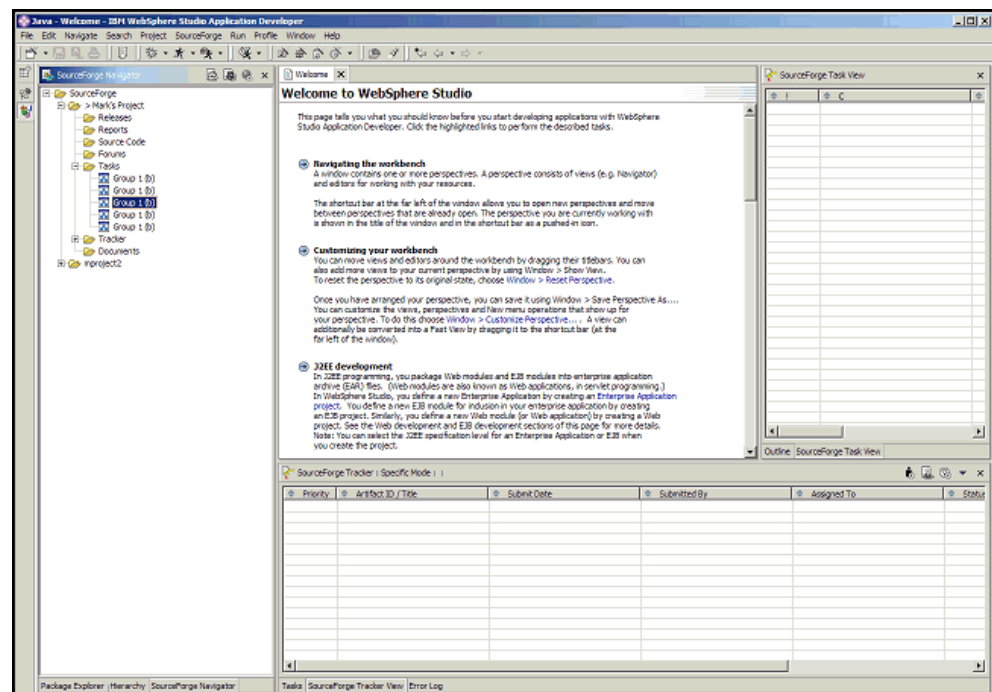 Java - Welcome - IBM WebSphere Studio Application Developer
File Edit Navigate Search Project SourceForge Run Profile Window Help
SourceForge Navigator
SourceForge
> Mark's Project
Releases
Reports
Source Code
Forums
Tasks
Group 1 (b)
Group 1 (b)
Group 1 (b)
Group 1 (b)
Group 1 (b)
Tracker
Documents
mproject2
Package Explorer Hierarchy SourceForge Navigator
Welcome
Welcome to WebSphere Studio
This page tells you what you should know before you start developing applications with WebSphere
Studio Application Developer. Click the highlighted links to perform the described tasks.
Navigating the workbench
A window contains one or more perspectives. A perspective consists of views (e.g. Navigator)
and editors for working with your resources.
The shortcut bar at the far left of the window allows you to open new perspectives and move
between perspectives that are already open. The perspective you are currently working with
is shown in the title of the window and in the shortcut bar as a pushed-in icon.
Customizing your workbench
You can move views and editors around the workbench by dragging their titlebars. You can
also add more views to your current perspective by using Window > Show View.
To reset the perspective to its original state, choose Window > Reset Perspective.
Once you have arranged your perspective, you can save it using Window > Save Perspective As....
You can customize the views, perspectives and New menu operations that show up for
your perspective. To do this choose Window > Customize Perspective.... A view can
additionally be converted into a Fast View by dragging it to the shortcut bar (at the
far left of the window).
J2EE development
In J2EE programming, you package Web modules and EJB modules into enterprise application
archive (EAR) files. (Web modules are also known as Web applications, in servlet programming.)
In WebSphere Studio, you define a new Enterprise Application by creating an Enterprise Application
project. You define a new EJB module for inclusion in your enterprise application by creating
an EJB project. Similarly, you define a new Web module (or Web application) by creating a Web
project. See the Web development and EJB development sections of this page for more details.
Note: You can select the J2EE specification level for an Enterprise Application or EJB when
you create the project.
SourceForge Task View
! C
Outline SourceForge Task View
SourceForge Tracker | Specific Mode | |
Priority Artifact ID / Title Submit Date Submitted By Assigned To Status
Tasks SourceForge Tracker View Error Log